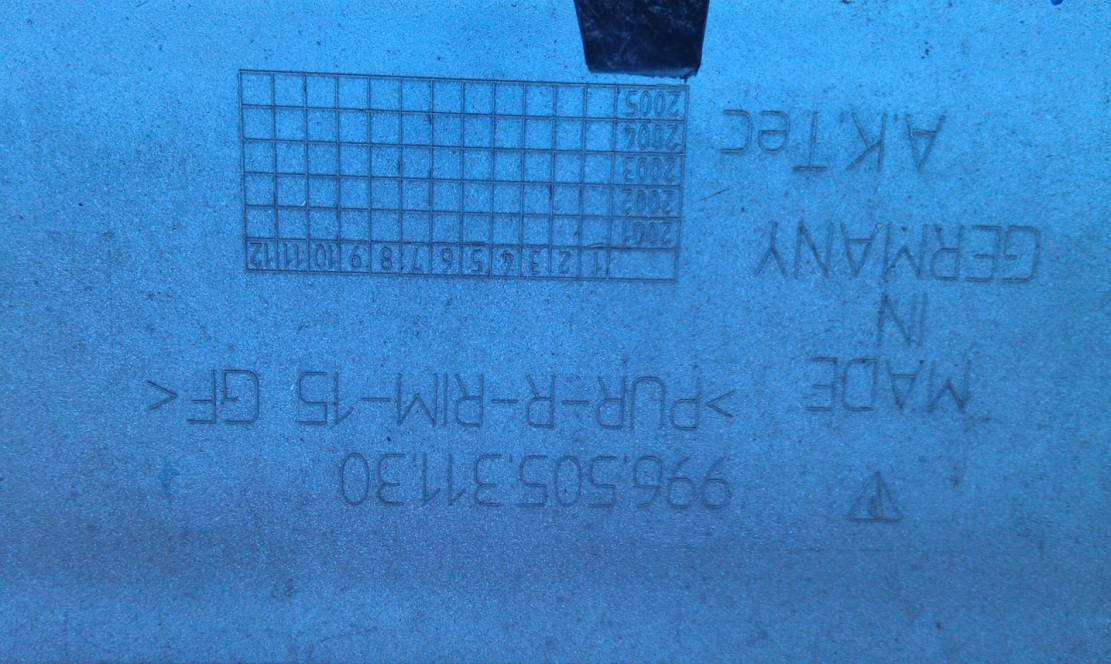 996.505.311.30
>PUR+R-RIM-15 GF<
MADE
IN
GERMANY
A.K.Tec
1 2 3 4 5 6 7 8 9 10 11 12
2001
2002
2003
2004
2005